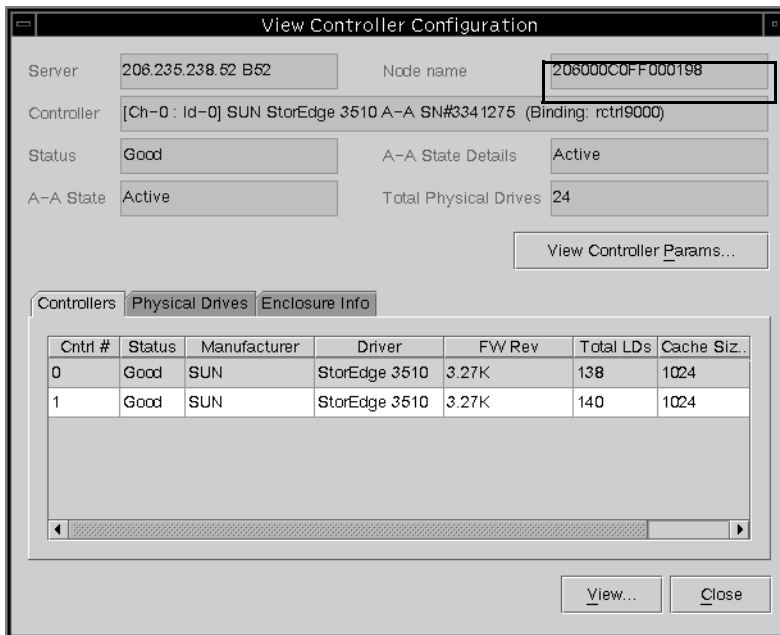 View Controller Configuration
Server 206.235.238.52 B52 Node name 206000C0FF000198
Controller [Ch-0 : Id-0] SUN StorEdge 3510 A-A SN#3341275 (Binding: rctrl9000)
Status Good A-A State Details Active
A-A State Active Total Physical Drives 24
View Controller Params...
Controllers Physical Drives Enclosure Info
Cntrl # Status Manufacturer Driver FW Rev Total LDs Cache Siz..
0 Good SUN StorEdge 3510 3.27K 138 1024
1 Good SUN StorEdge 3510 3.27K 140 1024
View... Close